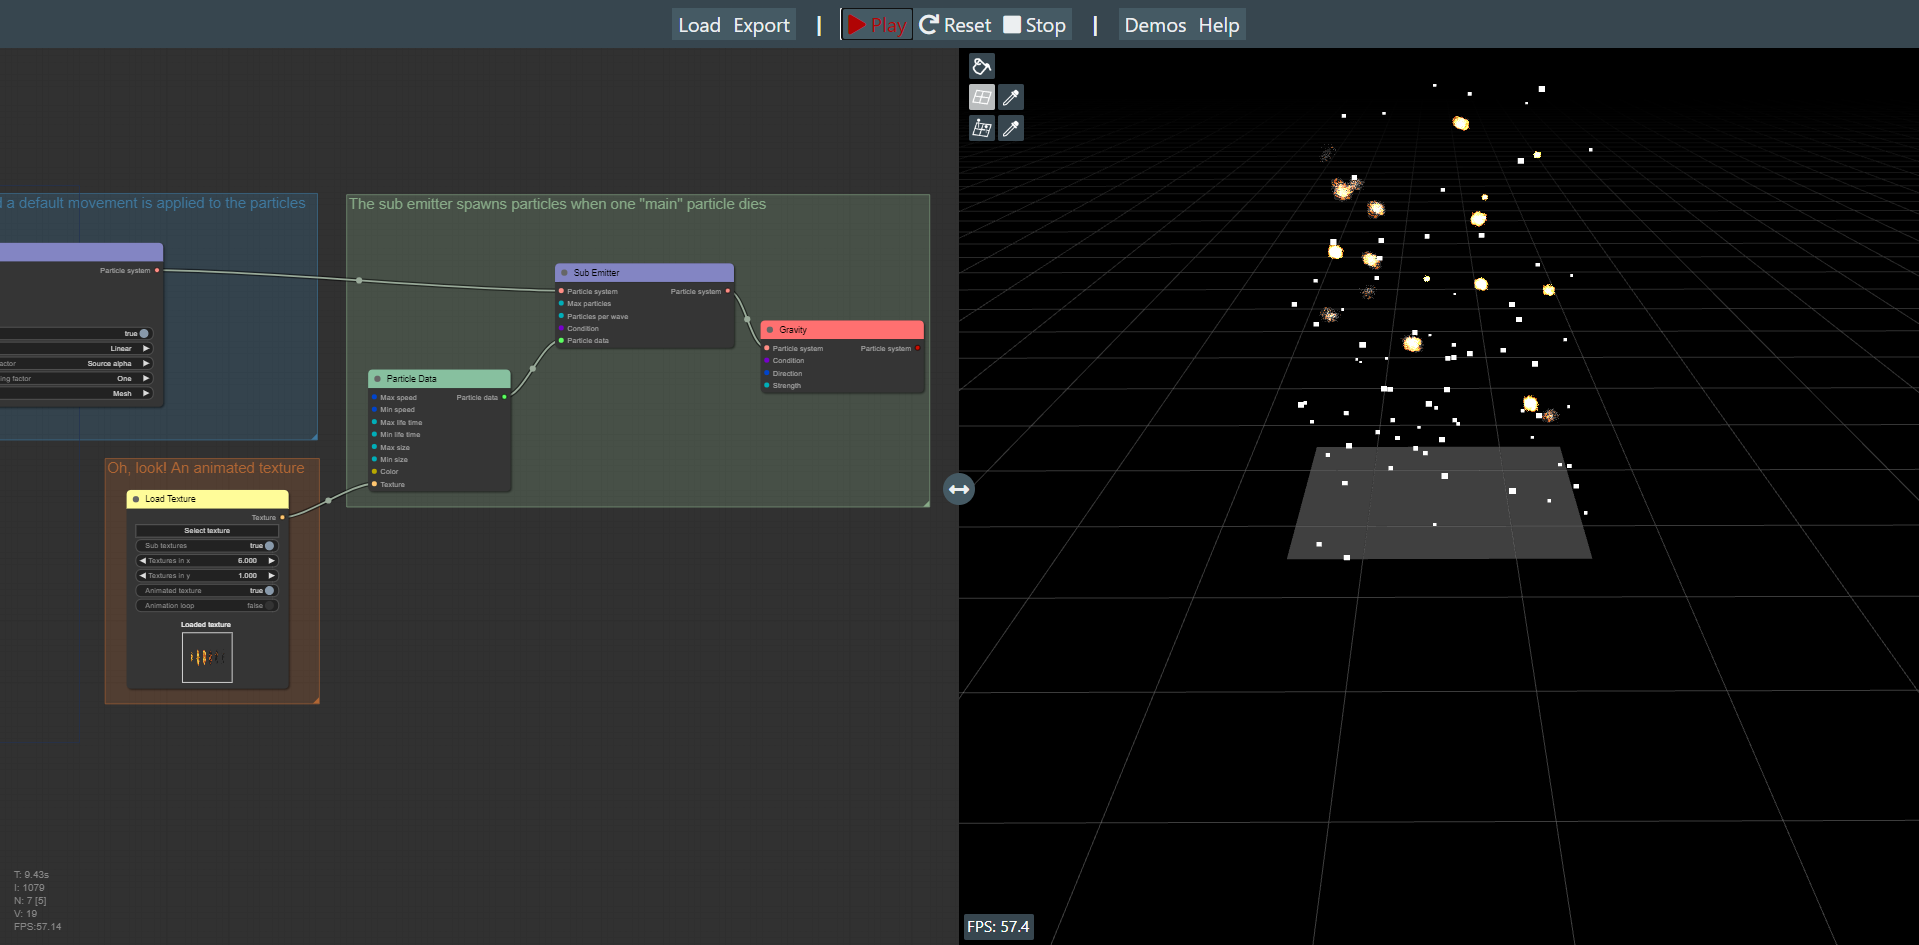 Load Export | Play Reset Stop | Demos Help
d a default movement is applied to the particles
Particle system
true
Linear
actor Source alpha
ing factor One
Mesh
The sub emitter spawns particles when one "main" particle dies
Sub Emitter
Particle system Particle system
Max particles
Particles per wave
Condition
Particle data
Gravity
Particle system Particle system
Condition
Direction
Strength
Particle Data
Max speed Particle data
Min speed
Max life time
Min life time
Max size
Min size
Color
Texture
Oh, look! An animated texture
Load Texture
Texture
Select texture
Sub textures true
Textures in x 6.000
Textures in y 1.000
Animated texture true
Animation loop false
Loaded texture
T: 9.43s
I: 1079
N: 7 [5]
V: 19
FPS:57.14
FPS: 57.4